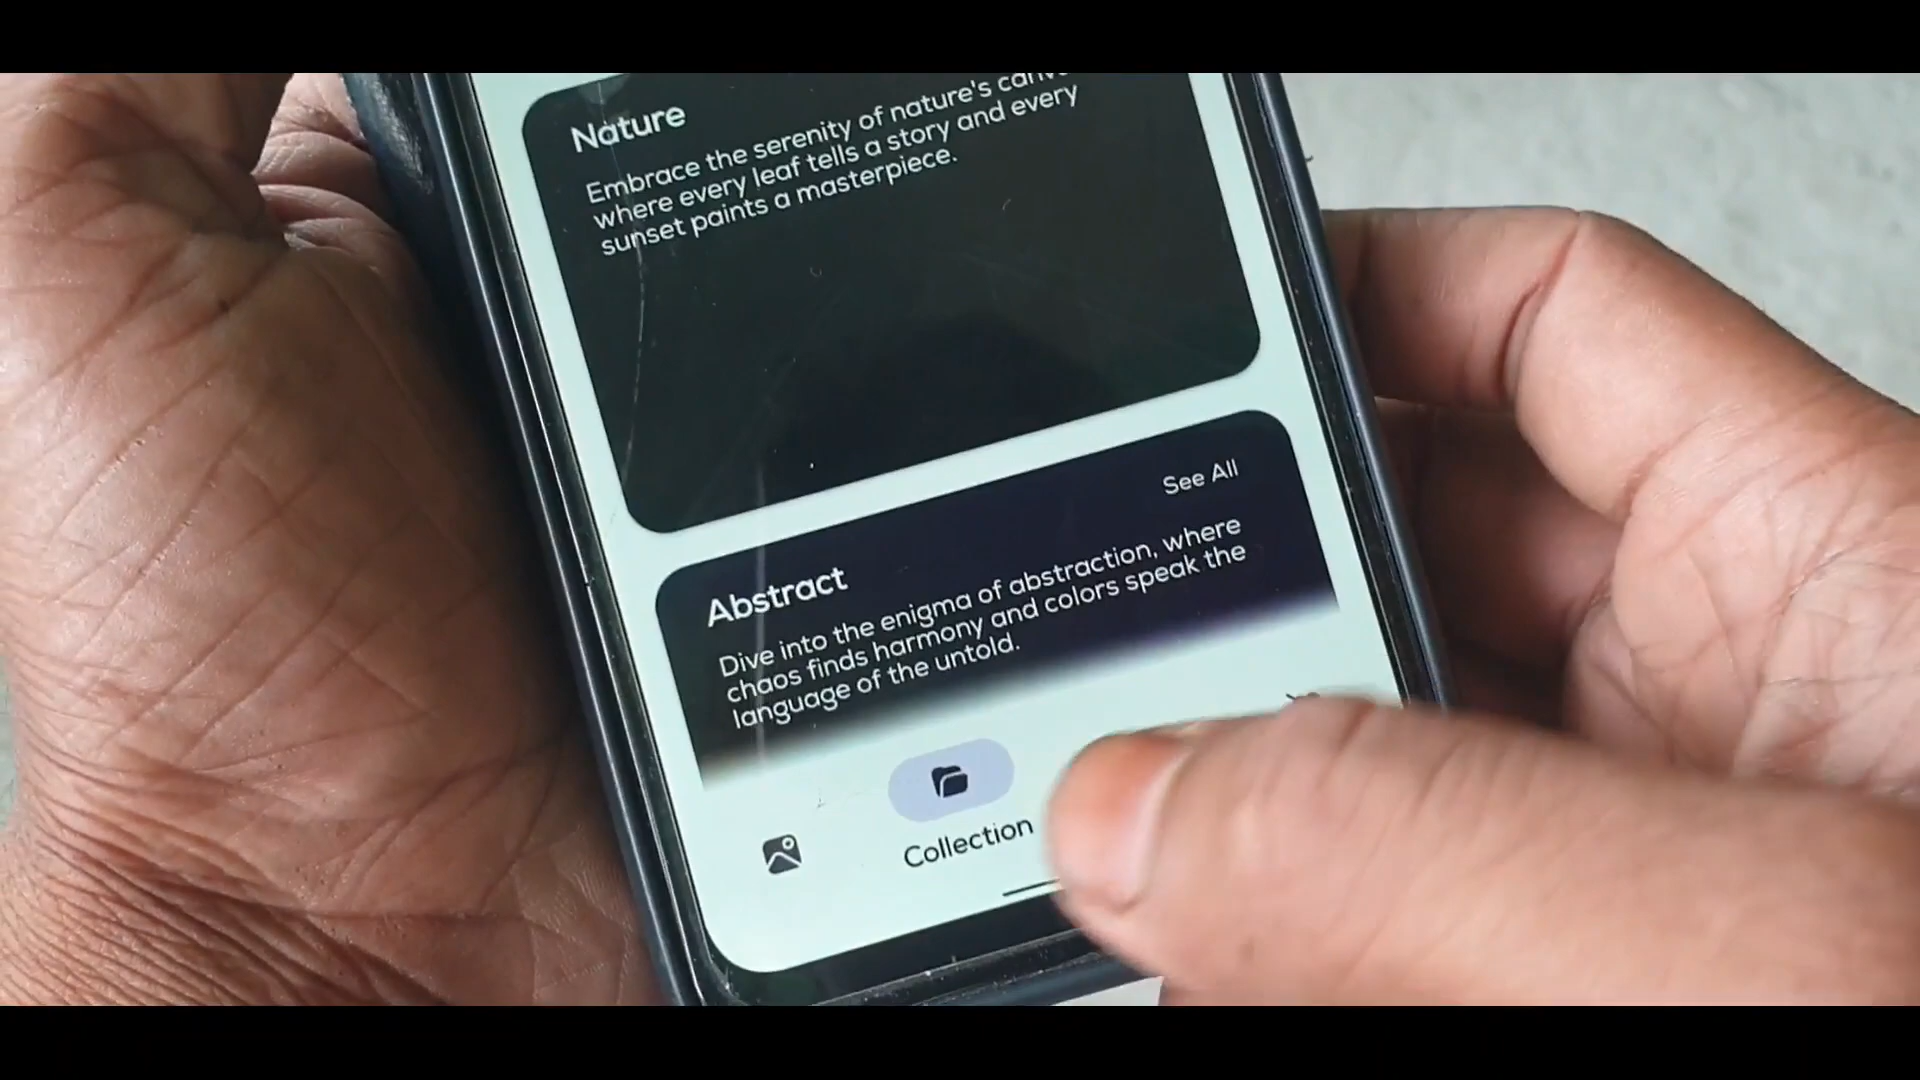 Nature
Embrace the serenity of nature's
where every leaf tells a story and every
sunset paints a masterpiece.
See All
Abstract
Dive into the enigma of abstraction, where
chaos finds harmony and colors speak the
language of the untold.
Collection